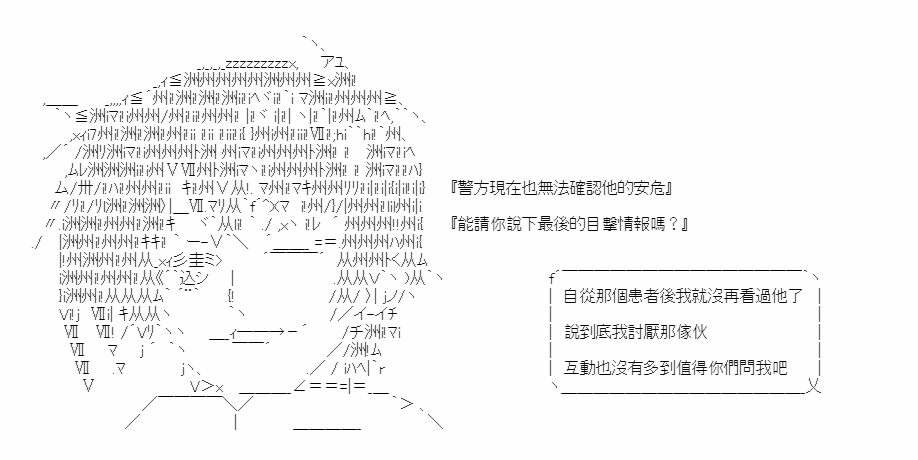 『警方現在也無法確認他的安危』
『能請你說下最後的目擊情報嗎？』
自從那個患者後我就沒再看過他了
說到底我討厭那傢伙
互動也沒有多到值得你們問我吧